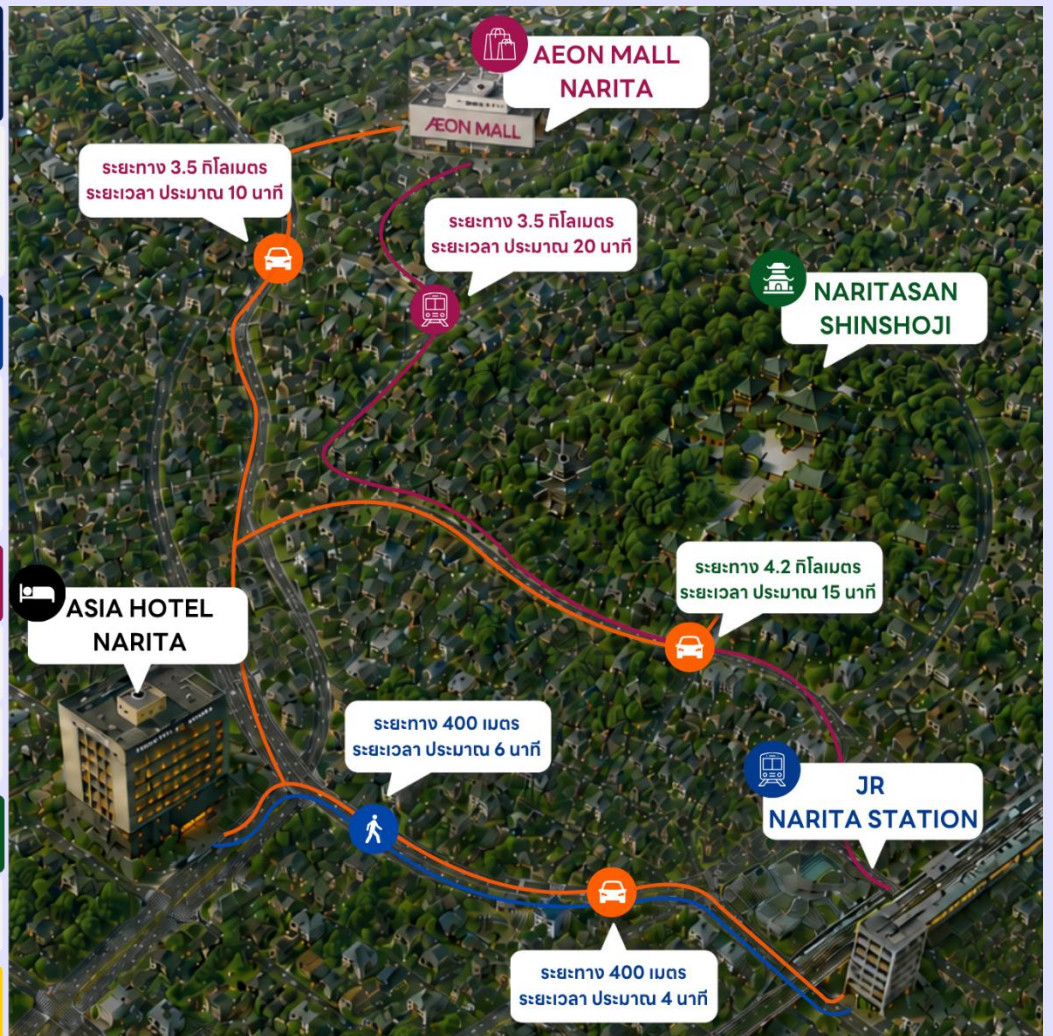 AEON MALL
NARITA
ÆON MALL
ระยะทาง 3.5 กิโลเมตร
ระยะเวลา ประมาณ 10 นาที
ระยะทาง 3.5 กิโลเมตร
ระยะเวลา ประมาณ 20 นาที
NARITASAN
SHINSHOJI
ระยะทาง 4.2 กิโลเมตร
ระยะเวลา ประมาณ 15 นาที
ASIA HOTEL
NARITA
ระยะทาง 400 เมตร
ระยะเวลา ประมาณ 6 นาที
JR
NARITA STATION
ระยะทาง 400 เมตร
ระยะเวลา ประมาณ 4 นาที